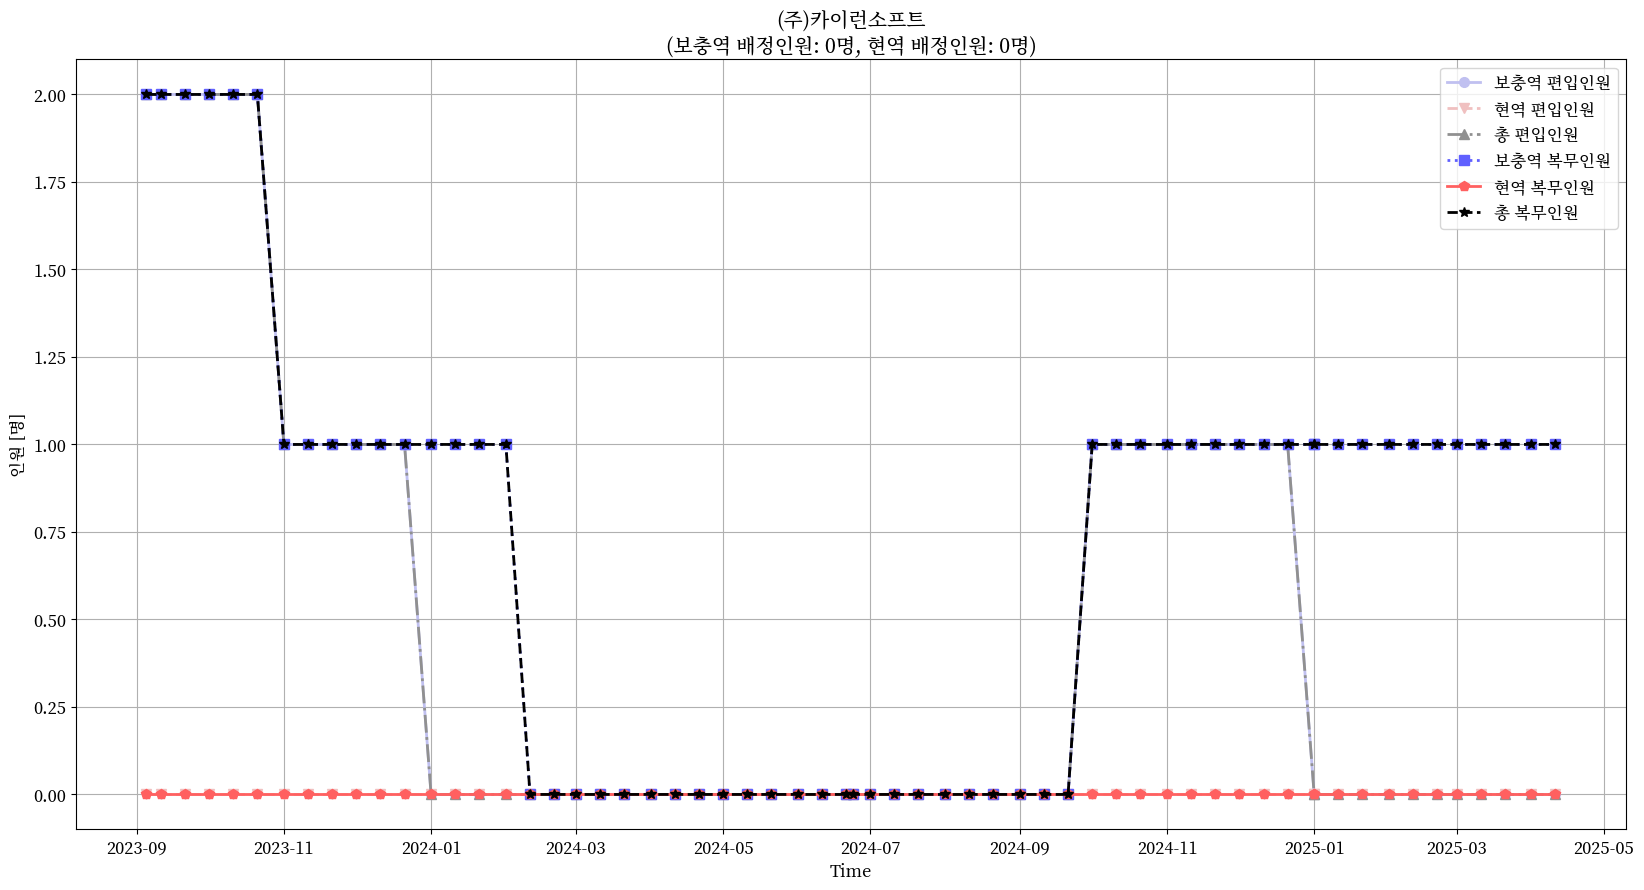 (주)카이런소프트
(보충역 배정인원: 0명, 현역 배정인원: 0명)
보충역 편입인원
현역 편입인원
총 편입인원
보충역 복무인원
현역 복무인원
총 복무인원
인원 [명]
2.00
1.75
1.50
1.25
1.00
0.75
0.50
0.25
0.00
2023-09 2023-11 2024-01 2024-03 2024-05 2024-07 2024-09 2024-11 2025-01 2025-03 2025-05
Time